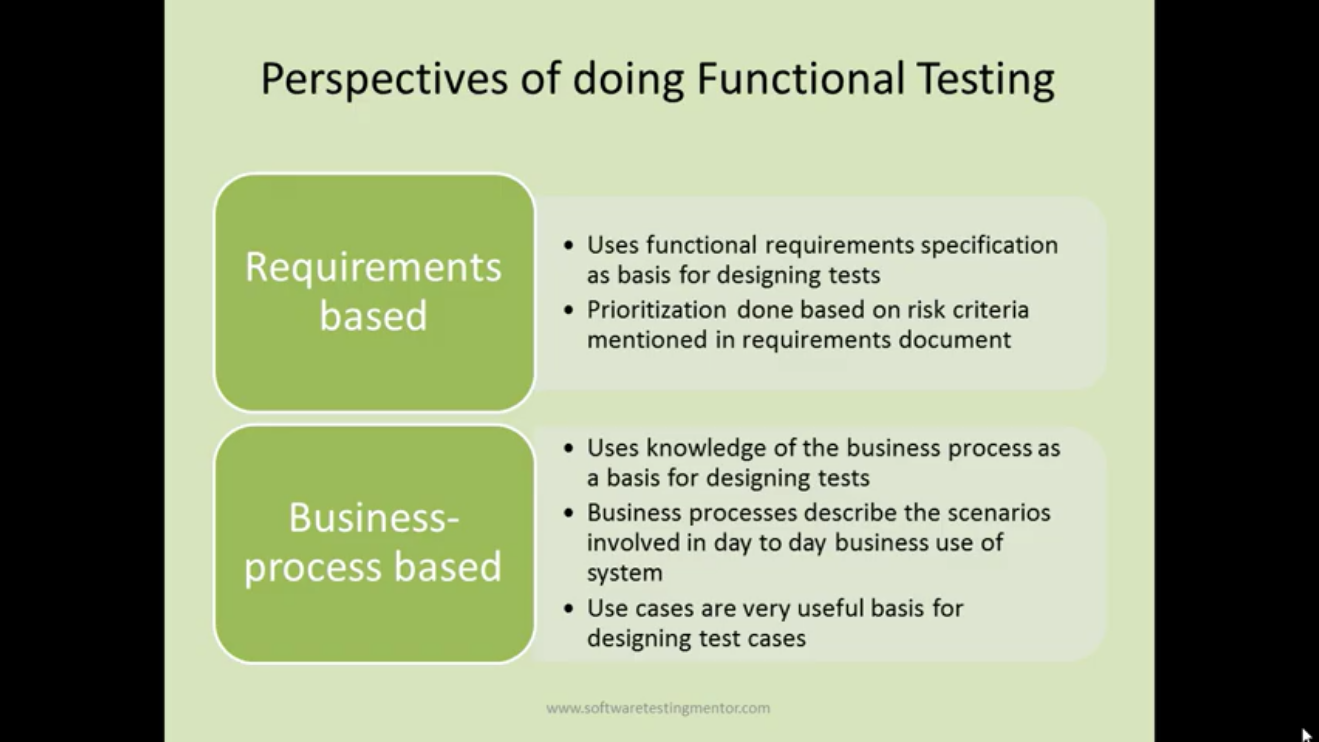 Perspectives of doing Functional Testing
Requirements
based
• Uses functional requirements specification
as basis for designing tests
• Prioritization done based on risk criteria
mentioned in requirements document
Business-
process based
• Uses knowledge of the business process as
a basis for designing tests
• Business processes describe the scenarios
involved in day to day business use of
system
• Use cases are very useful basis for
designing test cases
www.softwaretestingmentor.com